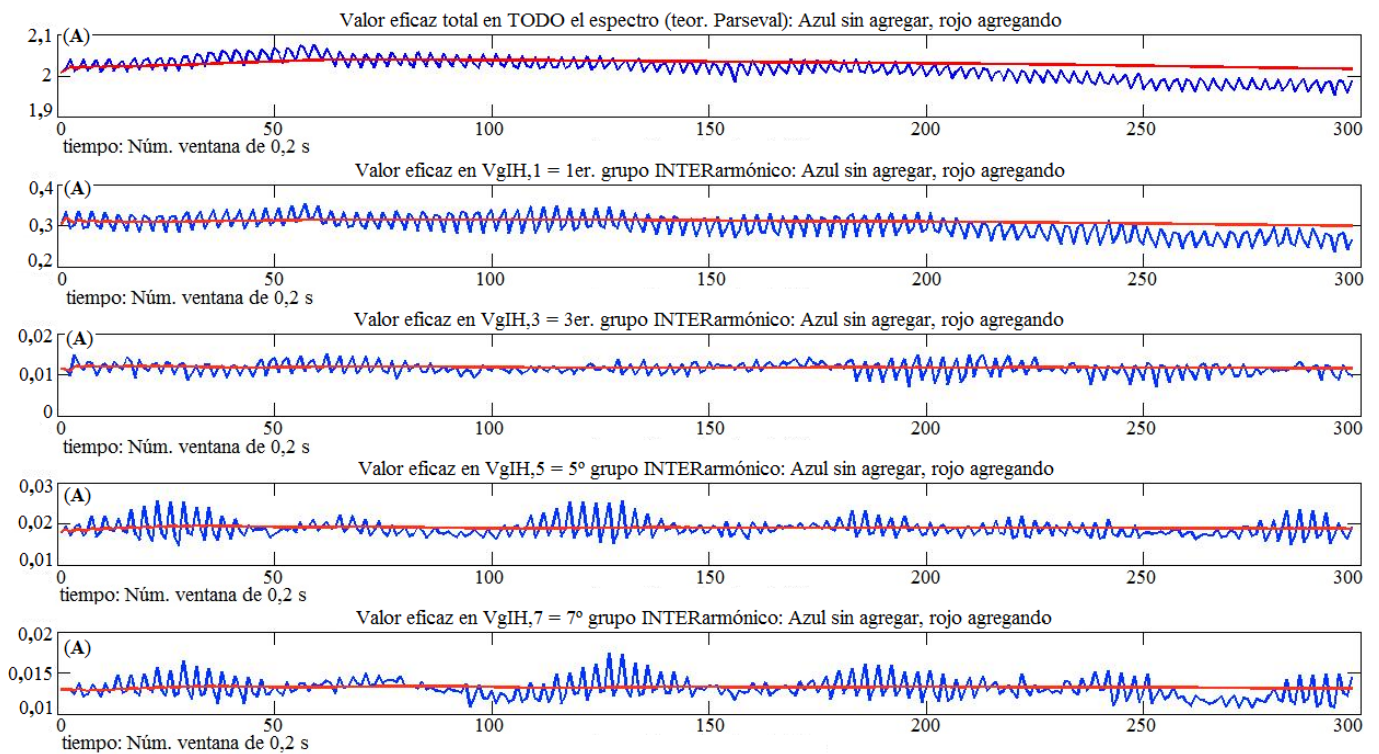 Valor eficaz total en TODO el espectro (teor. Parseval): Azul sin agregar, rojo agregando
2,1
(A)
2
1,9
0 50 100 150 200 250 300
tiempo: Núm. ventana de 0,2 s
Valor eficaz en VgIH,1 = 1er. grupo INTERarmónico: Azul sin agregar, rojo agregando
0,4
(A)
0,3
0,2
0 50 100 150 200 250 300
tiempo: Núm. ventana de 0,2 s
Valor eficaz en VgIH,3 = 3er. grupo INTERarmónico: Azul sin agregar, rojo agregando
0,02
(A)
0,01
0
0 50 100 150 200 250 300
tiempo: Núm. ventana de 0,2 s
Valor eficaz en VgIH,5 = 5º grupo INTERarmónico: Azul sin agregar, rojo agregando
0,03
(A)
0,02
0,01
0 50 100 150 200 250 300
tiempo: Núm. ventana de 0,2 s
Valor eficaz en VgIH,7 = 7º grupo INTERarmónico: Azul sin agregar, rojo agregando
0,02
(A)
0,015
0,01
0 50 100 150 200 250 300
tiempo: Núm. ventana de 0,2 s